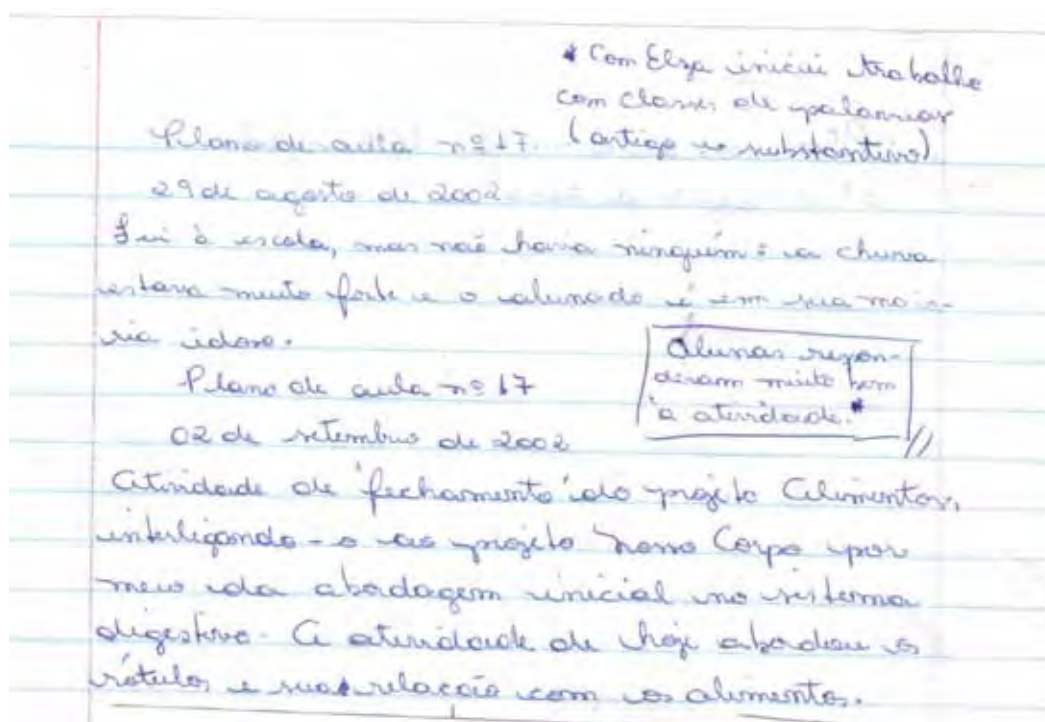 * Com Elza iniciei trabalho
com classes de palavras
(artigo e substantivo)
Plano de aula nº 17
29 de agosto de 2002
Fui à escola, mas não havia ninguém: a chuva
estava muito forte e o alunado é em sua maio-
ria idoso.
Alunas respon-
deram muito bem
à atividade.*
Plano de aula nº 17
02 de setembro de 2002
Atividade de fechamento do projeto Alimentos,
interligando-o ao projeto Nosso Corpo por
meio da abordagem inicial no sistema
digestivo. A atividade de hoje abordou os
rótulos e sua relação com os alimentos.